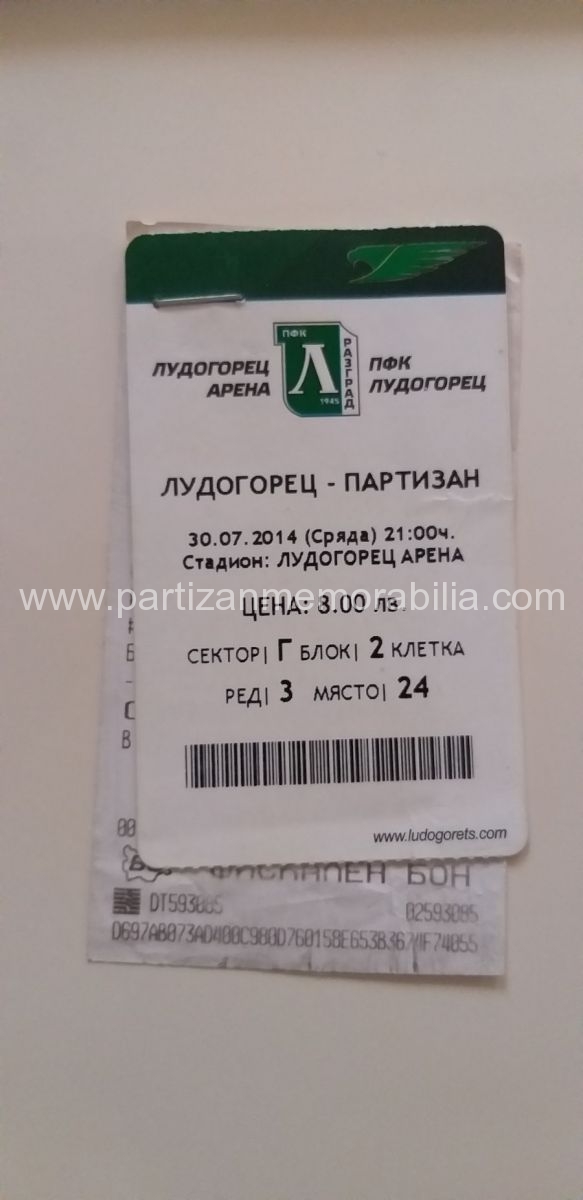 ПФК
Л
РАЗГРАД
1945
ЛУДОГОРЕЦ
АРЕНА
ПФК
ЛУДОГОРЕЦ
ЛУДОГОРЕЦ - ПАРТИЗАН
30.07.2014 (Сряда) 21:00ч.
Стадион: ЛУДОГОРЕЦ АРЕНА
www.partizanmemorabilia.com
ЦЕНА: 8.00 лв.
СЕКТОР| Г БЛОК| 2 КЛЕТКА
РЕД| 3 МЯСТО| 24
www.ludogorets.com
ФИСКАЛЕН БОН
DT593085
02593085